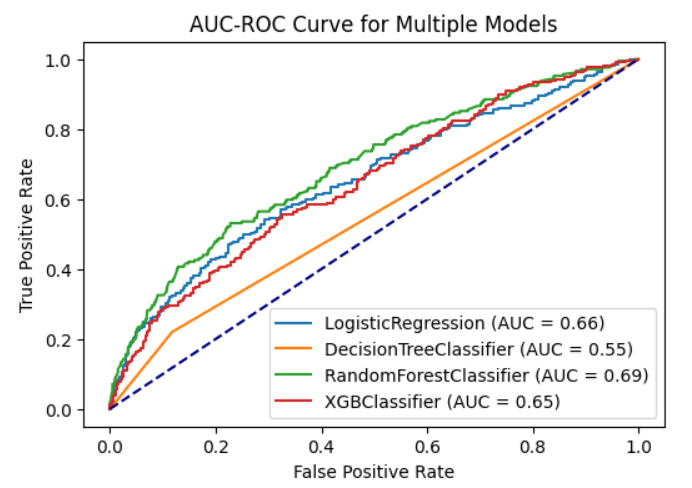 AUC-ROC Curve for Multiple Models
True Positive Rate
1.0
0.8
0.6
0.4
0.2
0.0
LogisticRegression (AUC = 0.66)
DecisionTreeClassifier (AUC = 0.55)
RandomForestClassifier (AUC = 0.69)
XGBClassifier (AUC = 0.65)
0.0 0.2 0.4 0.6 0.8 1.0
False Positive Rate